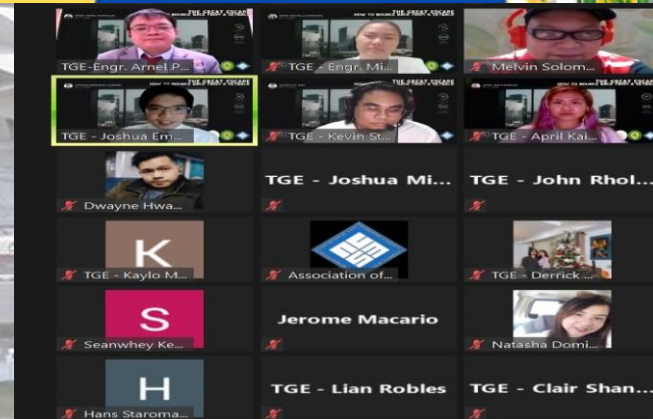 TGE-Engr. Arnel P...
TGE - Engr. Mi...
Melvin Solom...
TGE - Joshua Em...
TGE - Kevin St...
TGE - April Kai...
Dwayne Hwa...
TGE - Joshua Mi...
TGE - John Rhol...
K
TGE - Kaylo M...
Association of...
TGE - Derrick ...
S
Seanwhey Ke...
Jerome Macario
Natasha Domi...
H
Hans Staroma...
TGE - Lian Robles
TGE - Clair Shan...